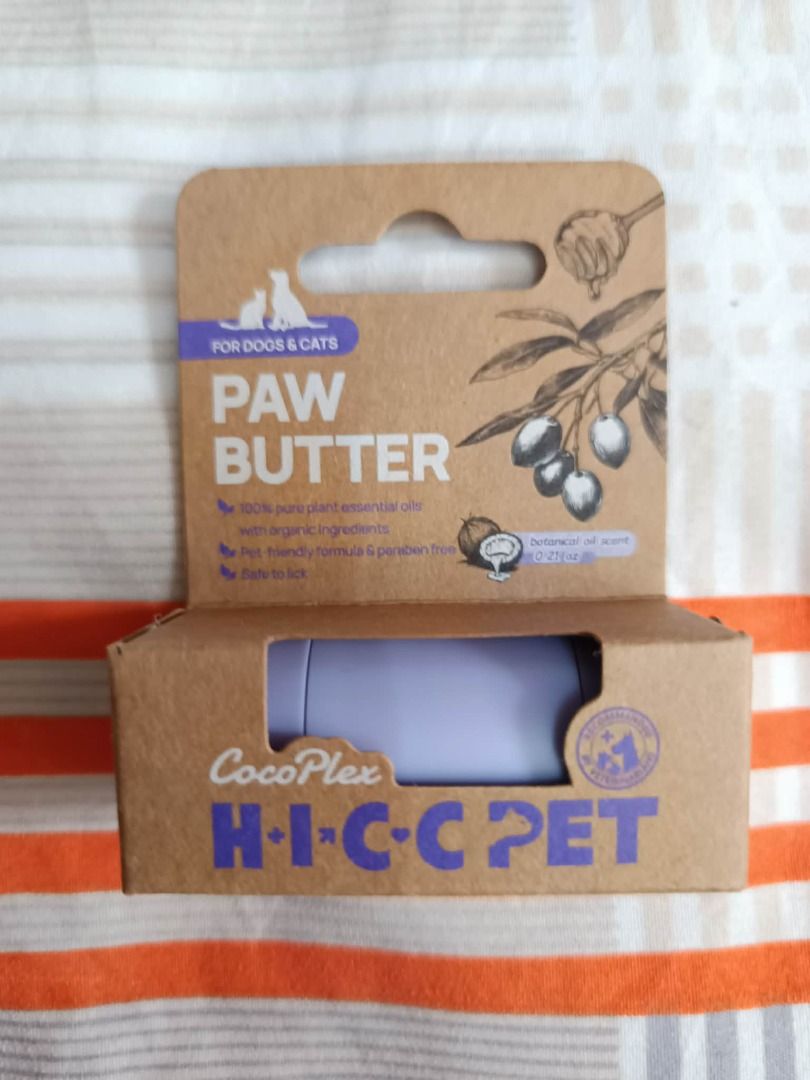 FOR DOGS & CATS
PAW
BUTTER
100% pure plant essential oils
with organic ingredients
Pet-friendly formula & paraben free
Safe to lick
botanical oil scent
0.21 oz
CocoPlex
H·I·C·C PET